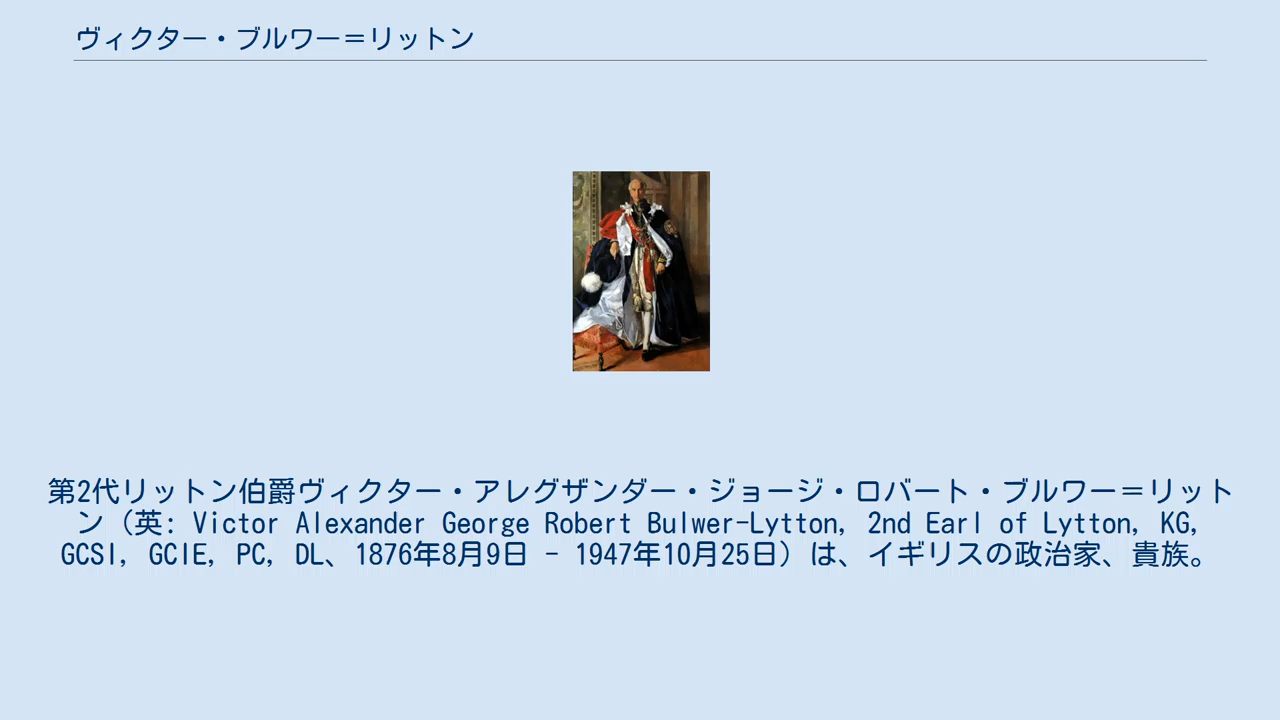 ヴィクター・ブルワー＝リットン
第2代リットン伯爵ヴィクター・アレグザンダー・ジョージ・ロバート・ブルワー＝リット
ン（英: Victor Alexander George Robert Bulwer-Lytton, 2nd Earl of Lytton, KG,
GCSI, GCIE, PC, DL、1876年8月9日 - 1947年10月25日）は、イギリスの政治家、貴族。